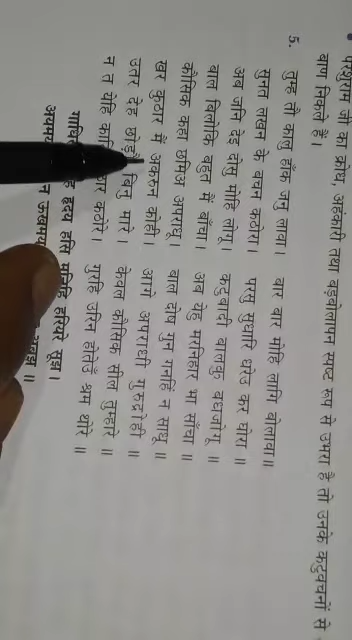 परशुराम जी का क्रोध, अहंकारी तथा बड़बोलापन स्पष्ट रूप से उभरा है तो उनके कटुवचनों से
बाण निकले हैं।
5. तुम्ह तौ कालु हाँक जनु लावा। बार बार मोहि लागि बोलावा॥
सुनत लखन के बचन कठोरा। परसु सुधारि धरेउ कर घोरा॥
अब जनि देइ दोसु मोहि लोगू। कटुबादी बालकु बधजोगू॥
बाल बिलोकि बहुत मैं बाँचा। अब येहु मरनिहार भा साँचा॥
कौसिक कहा छमिअ अपराधू। बाल दोष गुन गनहिं न साधू॥
खर कुठार मैं अकरुन कोही। आगे अपराधी गुरुद्रोही॥
उतर देत छोड़ौं बिनु मारे। केवल कौसिक सील तुम्हारे॥
न त येहि काटि कुठार कठोरे। गुरहि उरिन होतेउँ श्रम थोरे॥
हृदय हसि हरियरे सूझ।
न ऊखमय ॥